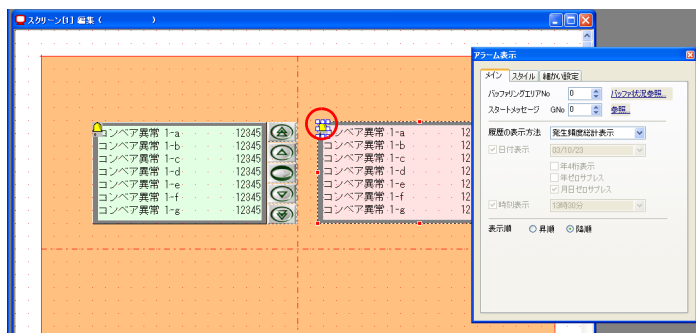 スクリーン[1] 編集 (           )
コンベア異常 1-a 12345
コンベア異常 1-b 12345
コンベア異常 1-c 12345
コンベア異常 1-d 12345
コンベア異常 1-e 12345
コンベア異常 1-f 12345
コンベア異常 1-g 12345
コンベア異常 1-a 12
コンベア異常 1-b 12
コンベア異常 1-c 12
コンベア異常 1-d 12
コンベア異常 1-e 12
コンベア異常 1-f 12
コンベア異常 1-g 12
アラーム表示
メイン スタイル 細かい設定
バッファリングエリアNo 0 バッファ状況参照...
スタートメッセージ GNo 0 参照...
履歴の表示方法 発生頻度総計表示
日付表示 03/10/23
年4桁表示
年ゼロサプレス
月日ゼロサプレス
時刻表示 13時30分
表示順 昇順 降順